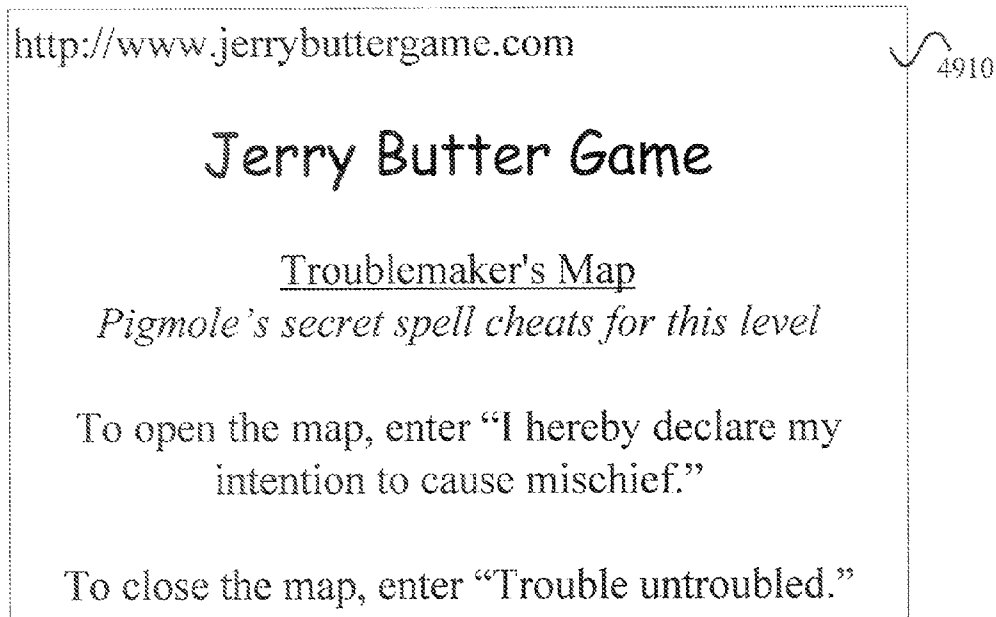 http://www.jerrybuttergame.com
4910
Jerry Butter Game
Troublemaker's Map
Pigmole's secret spell cheats for this level
To open the map, enter “I hereby declare my
intention to cause mischief.”
To close the map, enter “Trouble untroubled.”